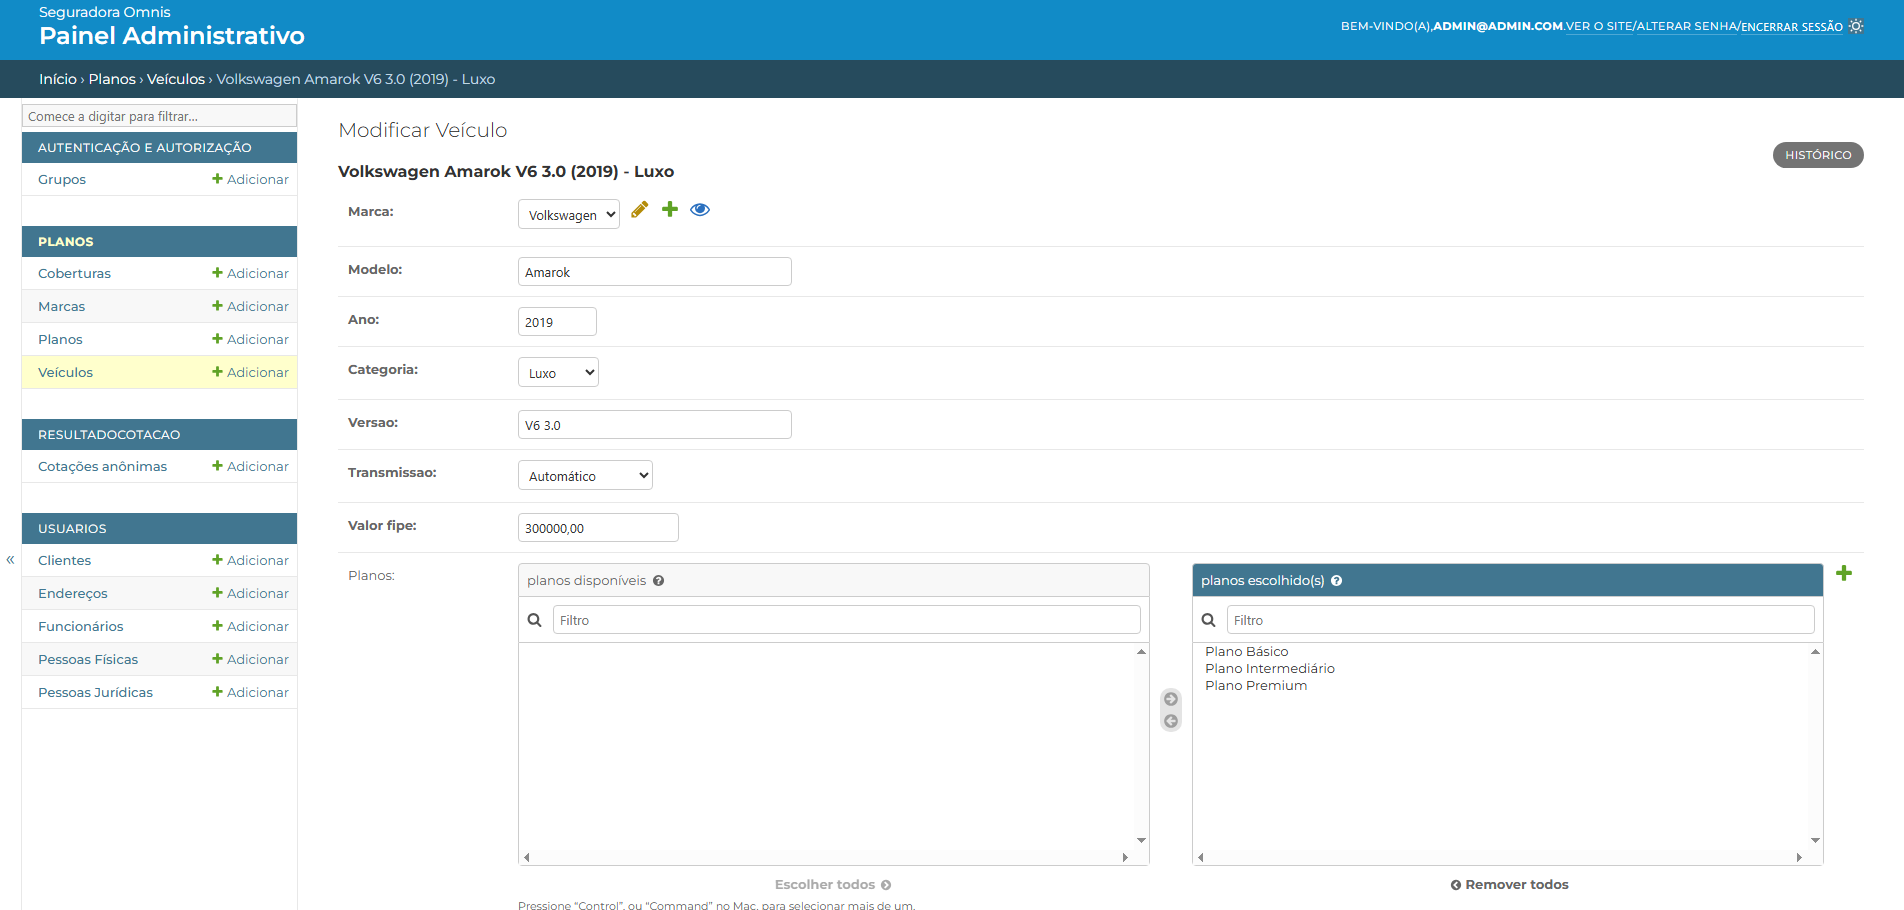 Seguradora Omnis
Painel Administrativo
BEM-VINDO(A),ADMIN@ADMIN.COM.VER O SITE/ALTERAR SENHA/ENCERRAR SESSÃO
Início › Planos › Veículos › Volkswagen Amarok V6 3.0 (2019) - Luxo
Comece a digitar para filtrar...
AUTENTICAÇÃO E AUTORIZAÇÃO
Grupos Adicionar
PLANOS
Coberturas Adicionar
Marcas Adicionar
Planos Adicionar
Veículos Adicionar
RESULTADOCOTACAO
Cotações anônimas Adicionar
USUARIOS
Clientes Adicionar
Endereços Adicionar
Funcionários Adicionar
Pessoas Físicas Adicionar
Pessoas Jurídicas Adicionar
«
Modificar Veículo
HISTÓRICO
Volkswagen Amarok V6 3.0 (2019) - Luxo
Marca: Volkswagen
Modelo: Amarok
Ano: 2019
Categoria: Luxo
Versao: V6 3.0
Transmissao: Automático
Valor fipe: 300000,00
Planos:
planos disponíveis ?
Filtro
Escolher todos
Pressione “Control”, ou “Command” no Mac, para selecionar mais de um.
planos escolhido(s) ?
Filtro
Plano Básico
Plano Intermediário
Plano Premium
Remover todos